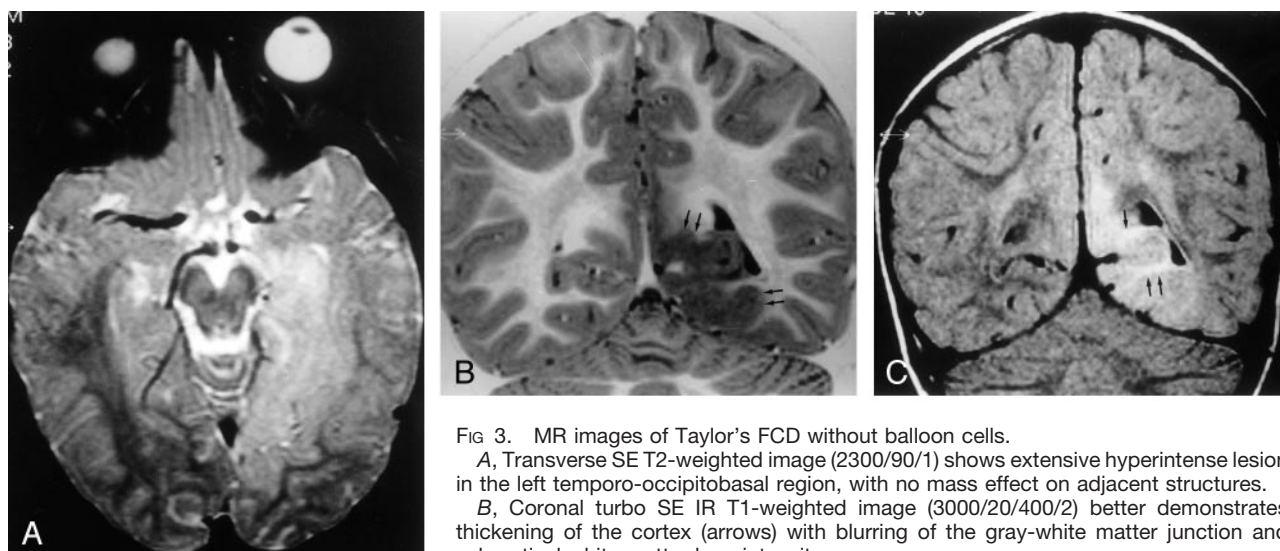 A
B
C
FIG 3. MR images of Taylor's FCD without balloon cells.
A, Transverse SE T2-weighted image (2300/90/1) shows extensive hyperintense lesion
in the left temporo-occipitobasal region, with no mass effect on adjacent structures.
B, Coronal turbo SE IR T1-weighted image (3000/20/400/2) better demonstrates
thickening of the cortex (arrows) with blurring of the gray-white matter junction and